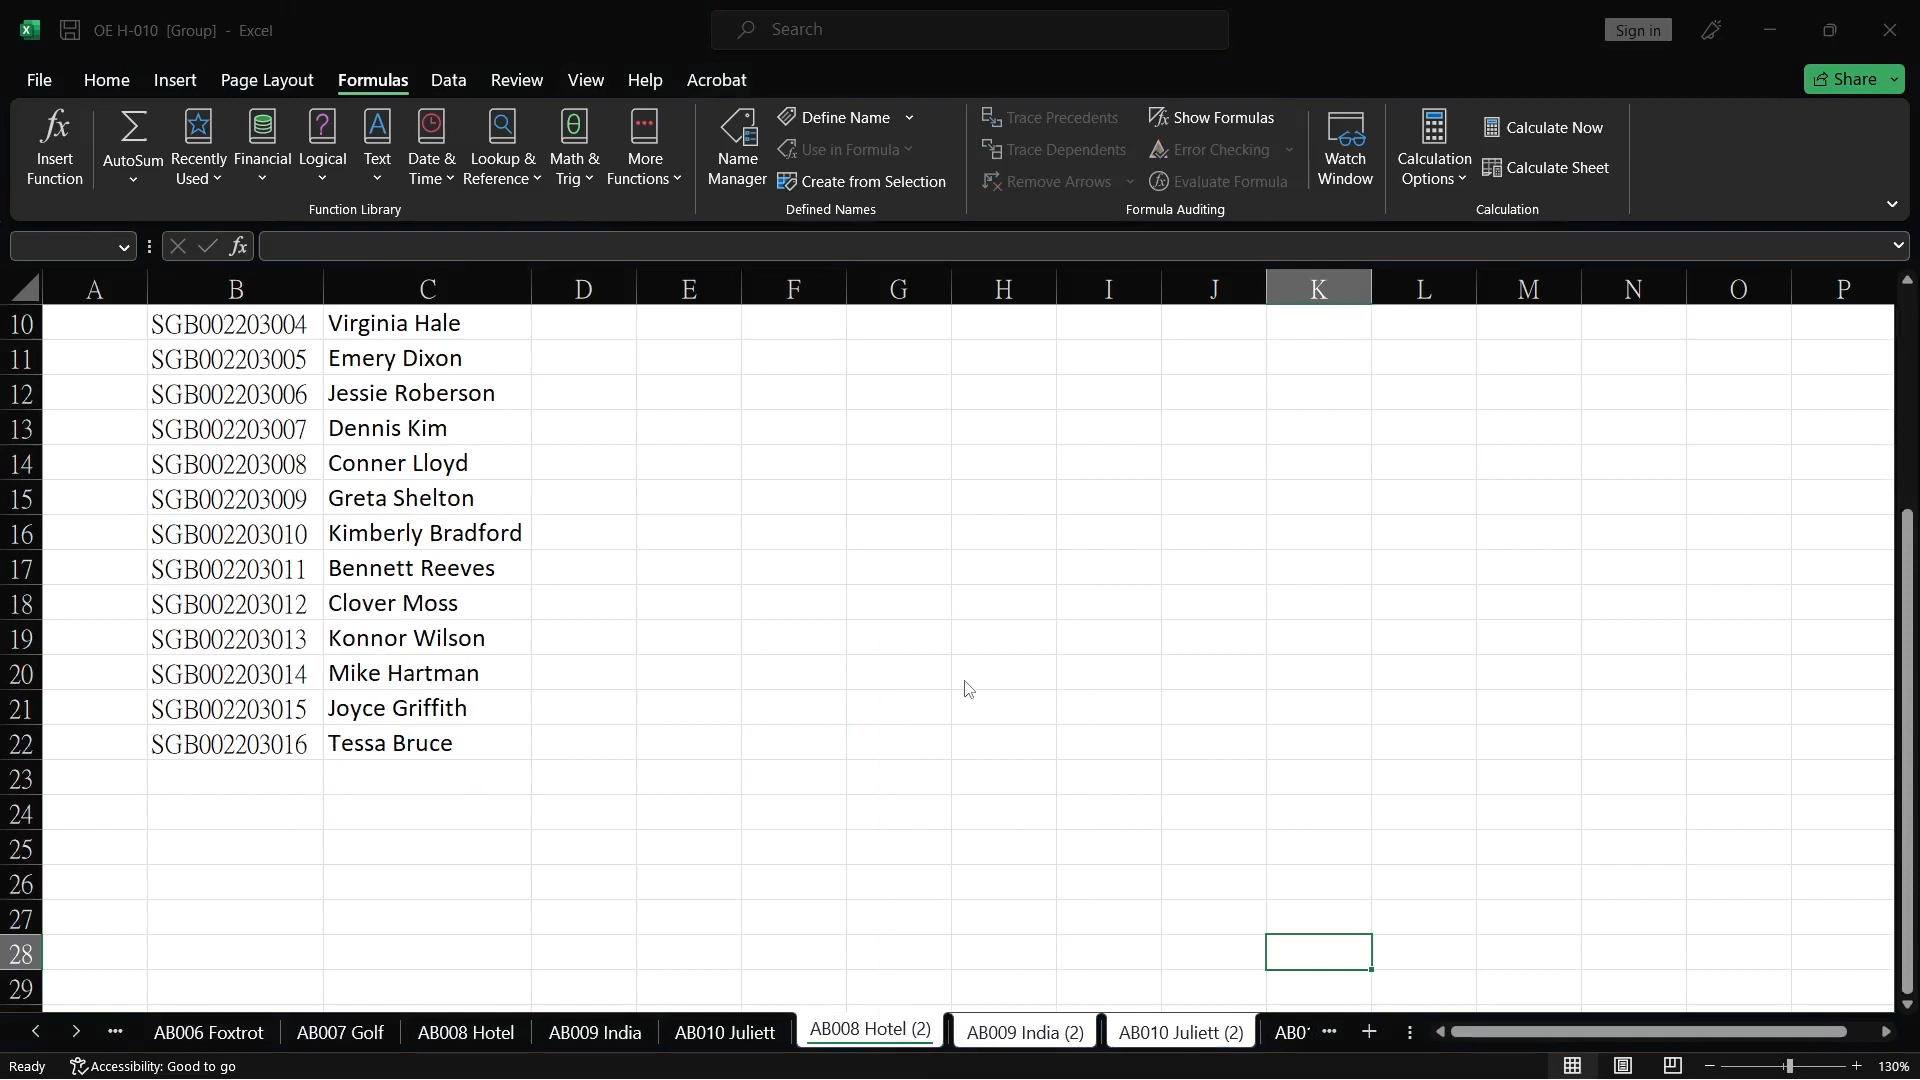 OE H-010 [Group] - Excel
Search
Sign in
File Home Insert Page Layout Formulas Data Review View Help Acrobat
Share
Insert Function
AutoSum
Recently Used
Financial
Logical
Text
Date & Time
Lookup & Reference
Math & Trig
More Functions
Function Library
Name Manager
Define Name
Use in Formula
Create from Selection
Defined Names
Trace Precedents
Trace Dependents
Remove Arrows
Show Formulas
Error Checking
Evaluate Formula
Formula Auditing
Watch Window
Calculation Options
Calculate Now
Calculate Sheet
Calculation
fx
A B C D E F G H I J K L M N O P
10 SGB002203004 Virginia Hale
11 SGB002203005 Emery Dixon
12 SGB002203006 Jessie Roberson
13 SGB002203007 Dennis Kim
14 SGB002203008 Conner Lloyd
15 SGB002203009 Greta Shelton
16 SGB002203010 Kimberly Bradford
17 SGB002203011 Bennett Reeves
18 SGB002203012 Clover Moss
19 SGB002203013 Konnor Wilson
20 SGB002203014 Mike Hartman
21 SGB002203015 Joyce Griffith
22 SGB002203016 Tessa Bruce
23
24
25
26
27
28
29
AB006 Foxtrot AB007 Golf AB008 Hotel AB009 India AB010 Juliett AB008 Hotel (2) AB009 India (2) AB010 Juliett (2)
Ready Accessibility: Good to go 130%